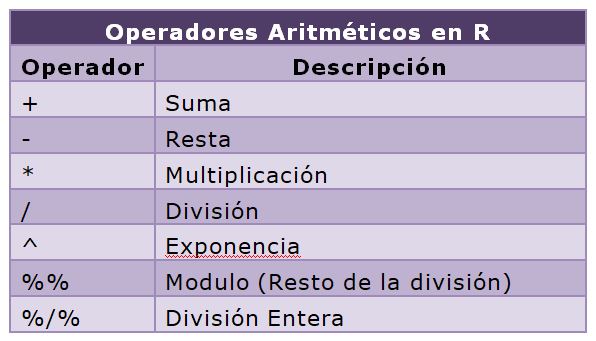 Operadores Aritméticos en R
Operador Descripción
+ Suma
- Resta
* Multiplicación
/ División
^ Exponencia
%% Modulo (Resto de la división)
%/% División Entera